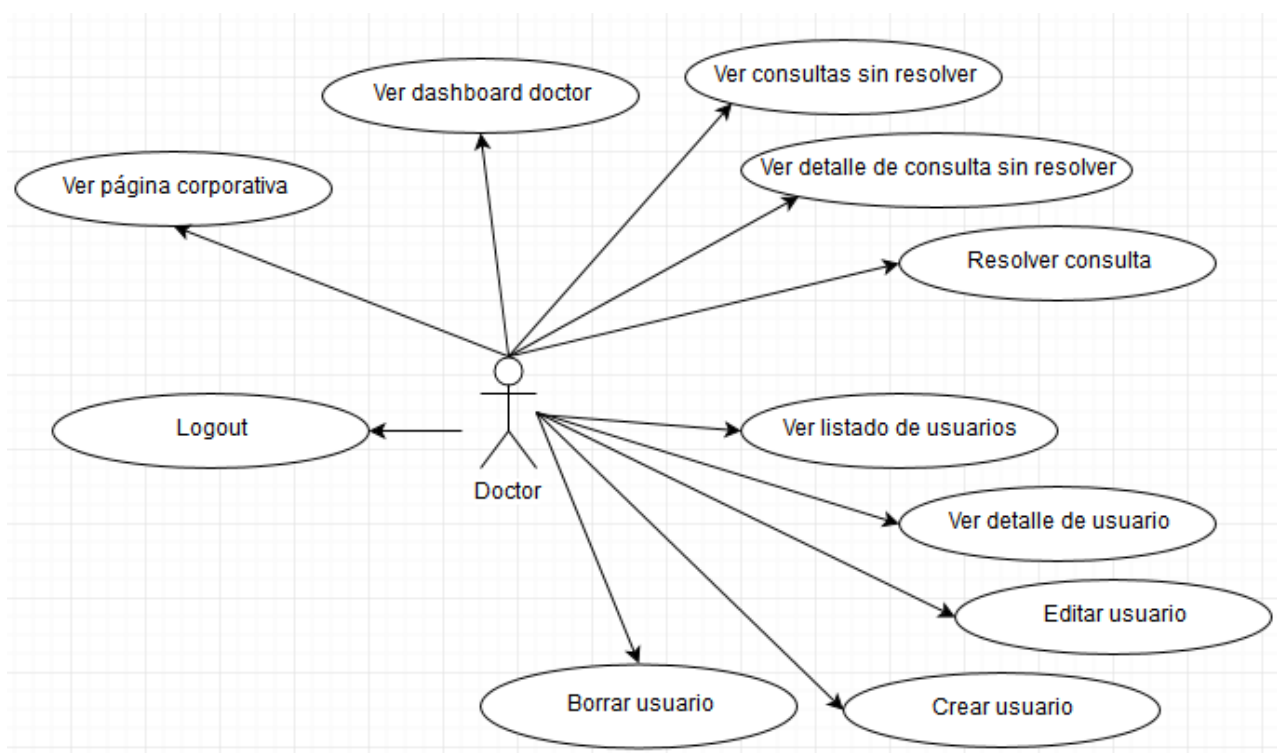 Ver consultas sin resolver
Ver dashboard doctor
Ver detalle de consulta sin resolver
Ver página corporativa
Resolver consulta
Logout
Ver listado de usuarios
Doctor
Ver detalle de usuario
Editar usuario
Borrar usuario
Crear usuario